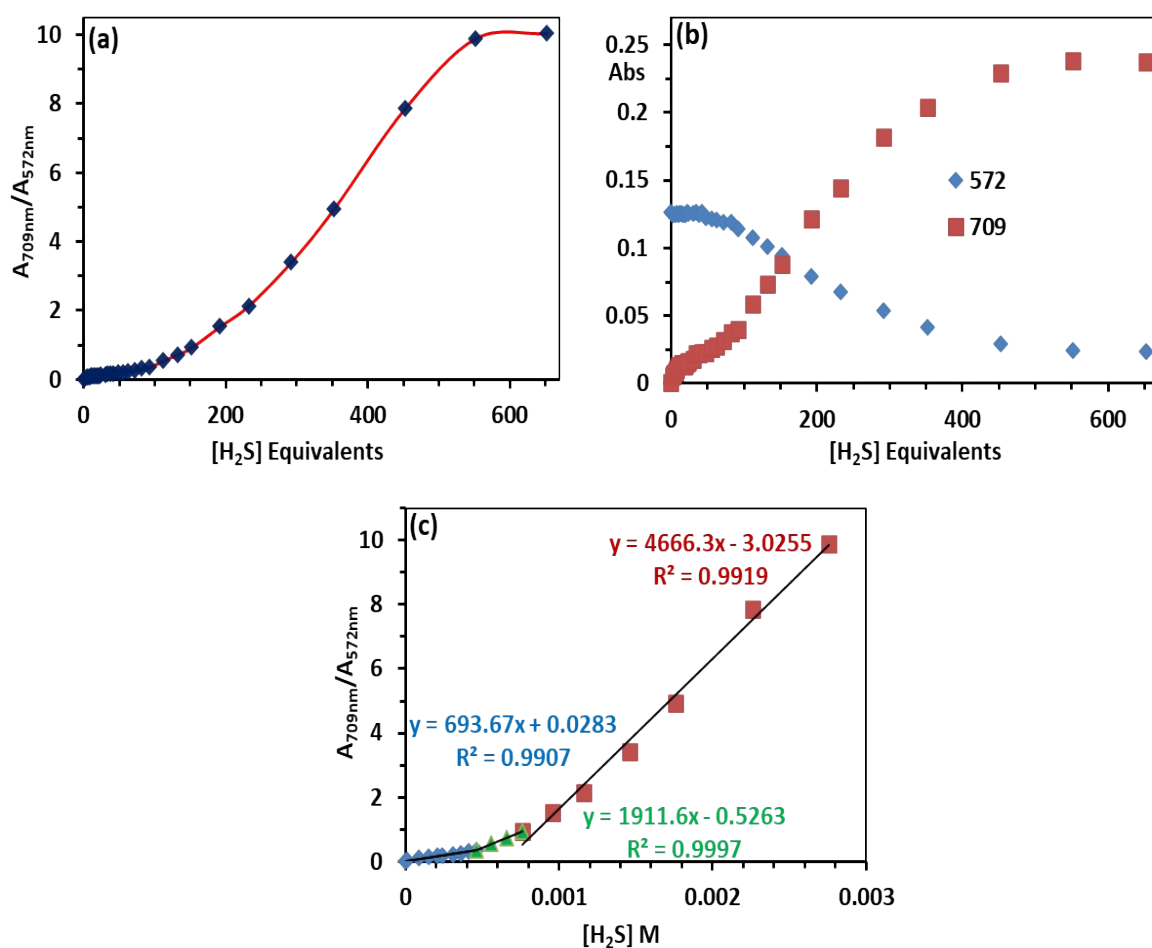 (a)
10
8
6
4
2
0
A709nm/A572nm
0 200 400 600
[H2S] Equivalents
(b)
0.25
Abs
0.2
0.15
0.1
0.05
0
572
709
0 200 400 600
[H2S] Equivalents
(c)
10
8
6
4
2
0
A709nm/A572nm
y = 4666.3x - 3.0255
R² = 0.9919
y = 693.67x + 0.0283
R² = 0.9907
y = 1911.6x - 0.5263
R² = 0.9997
0 0.001 0.002 0.003
[H2S] M